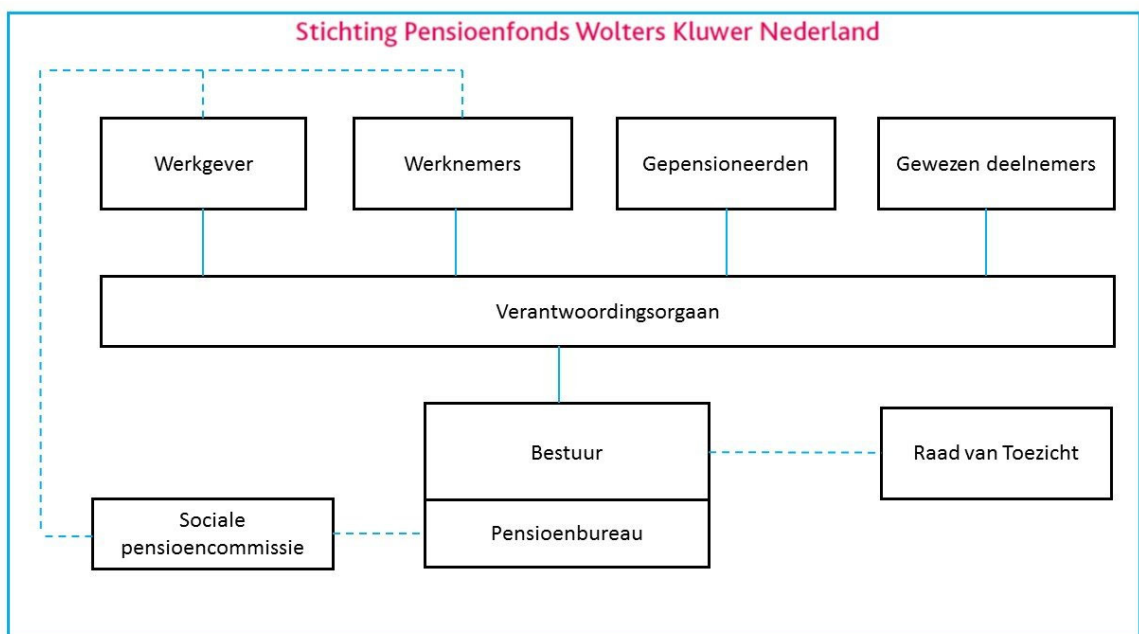 Stichting Pensioenfonds Wolters Kluwer Nederland
Werkgever
Werknemers
Gepensioneerden
Gewezen deelnemers
Verantwoordingsorgaan
Bestuur
Raad van Toezicht
Sociale
pensioencommissie
Pensioenbureau